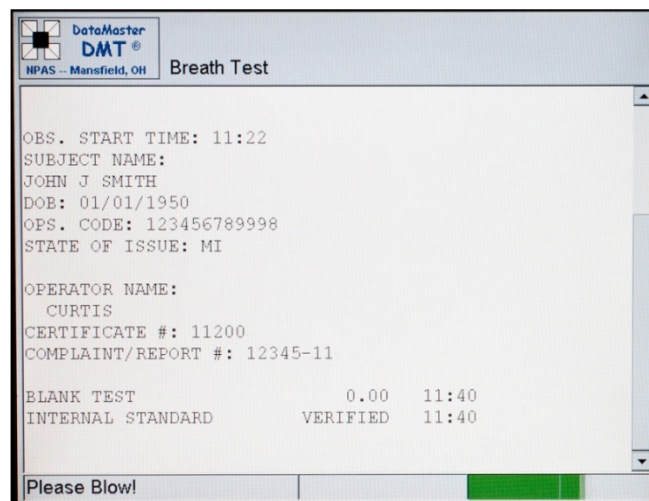 DataMaster
DMT ®
NPAS -- Mansfield, OH
Breath Test
OBS. START TIME: 11:22
SUBJECT NAME:
JOHN J SMITH
DOB: 01/01/1950
OPS. CODE: 123456789998
STATE OF ISSUE: MI
OPERATOR NAME:
CURTIS
CERTIFICATE #: 11200
COMPLAINT/REPORT #: 12345-11
BLANK TEST 0.00 11:40
INTERNAL STANDARD VERIFIED 11:40
Please Blow!